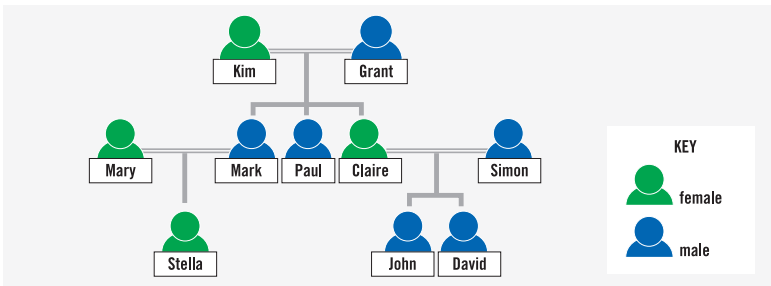 Kim
Grant
Mary
Mark
Paul
Claire
Simon
Stella
John
David
KEY
female
male